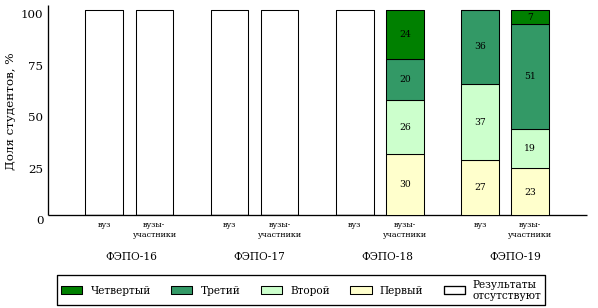 Доля студентов, %
100
75
50
25
0
24
20
26
30
36
37
27
7
51
19
23
вуз
вузы-
участники
вуз
вузы-
участники
вуз
вузы-
участники
вуз
вузы-
участники
ФЭПО-16
ФЭПО-17
ФЭПО-18
ФЭПО-19
Четвертый
Третий
Второй
Первый
Результаты
отсутствуют